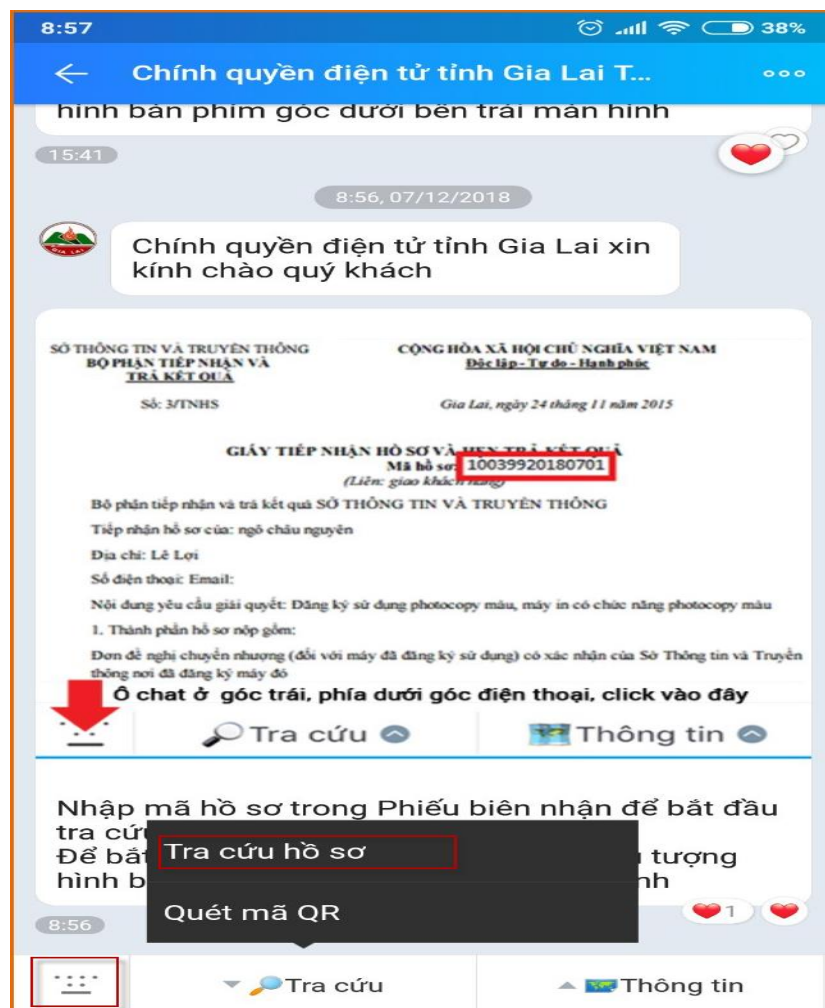 8:57
38%
Chính quyền điện tử tỉnh Gia Lai T...
hình bàn phím góc dưới bên trái màn hình
15:41
8:56, 07/12/2018
GIA LAI
Chính quyền điện tử tỉnh Gia Lai xin
kính chào quý khách
SỞ THÔNG TIN VÀ TRUYỀN THÔNG
BỘ PHẬN TIẾP NHẬN VÀ
TRẢ KẾT QUẢ
CỘNG HÒA XÃ HỘI CHỦ NGHĨA VIỆT NAM
Độc lập - Tự do - Hạnh phúc
Số: 3/TNHS
Gia Lai, ngày 24 tháng 11 năm 2015
GIẤY TIẾP NHẬN HỒ SƠ VÀ HẸN TRẢ KẾT QUẢ
Mã hồ sơ: 10039920180701
(Liên: giao khách hàng)
Bộ phận tiếp nhận và trả kết quả SỞ THÔNG TIN VÀ TRUYỀN THÔNG
Tiếp nhận hồ sơ của: ngô châu nguyên
Địa chỉ: Lê Lợi
Số điện thoại: Email:
Nội dung yêu cầu giải quyết: Đăng ký sử dụng photocopy màu, máy in có chức năng photocopy màu
1. Thành phần hồ sơ nộp gồm:
Đơn đề nghị chuyển nhượng (đối với máy đã đăng ký sử dụng) có xác nhận của Sở Thông tin và Truyền
thông nơi đã đăng ký máy đó
Ô chat ở góc trái, phía dưới góc điện thoại, click vào đây
Tra cứu
Thông tin
Nhập mã hồ sơ trong Phiếu biên nhận để bắt đầu
tra cứu
Để bắt tượng
hình
Tra cứu hồ sơ
Quét mã QR
8:56
1
Tra cứu
Thông tin